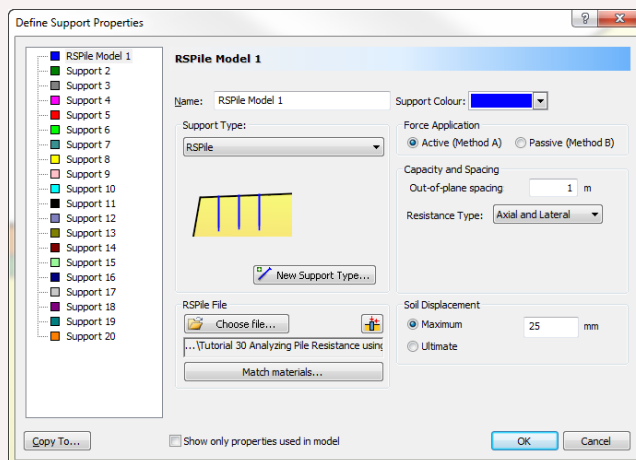 Define Support Properties
RSPile Model 1
Support 2
Support 3
Support 4
Support 5
Support 6
Support 7
Support 8
Support 9
Support 10
Support 11
Support 12
Support 13
Support 14
Support 15
Support 16
Support 17
Support 18
Support 19
Support 20
RSPile Model 1
Name: RSPile Model 1 Support Colour:
Support Type:
RSPile
New Support Type...
Force Application
Active (Method A) Passive (Method B)
Capacity and Spacing
Out-of-plane spacing 1 m
Resistance Type: Axial and Lateral
RSPile File
Choose file...
...\Tutorial 30 Analyzing Pile Resistance using
Match materials...
Soil Displacement
Maximum 25 mm
Ultimate
Copy To... Show only properties used in model OK Cancel